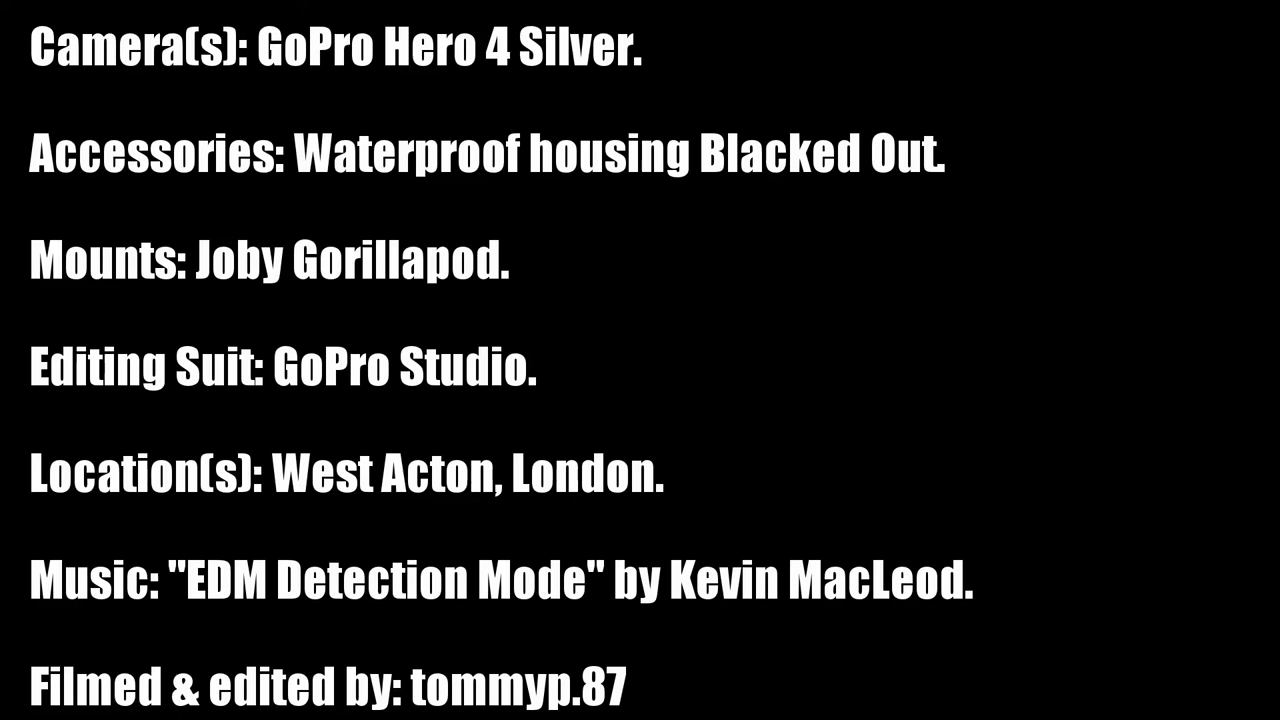 Camera(s): GoPro Hero 4 Silver.
Accessories: Waterproof housing Blacked Out.
Mounts: Joby Gorillapod.
Editing Suit: GoPro Studio.
Location(s): West Acton, London.
Music: "EDM Detection Mode" by Kevin MacLeod.
Filmed & edited by: tommyp.87